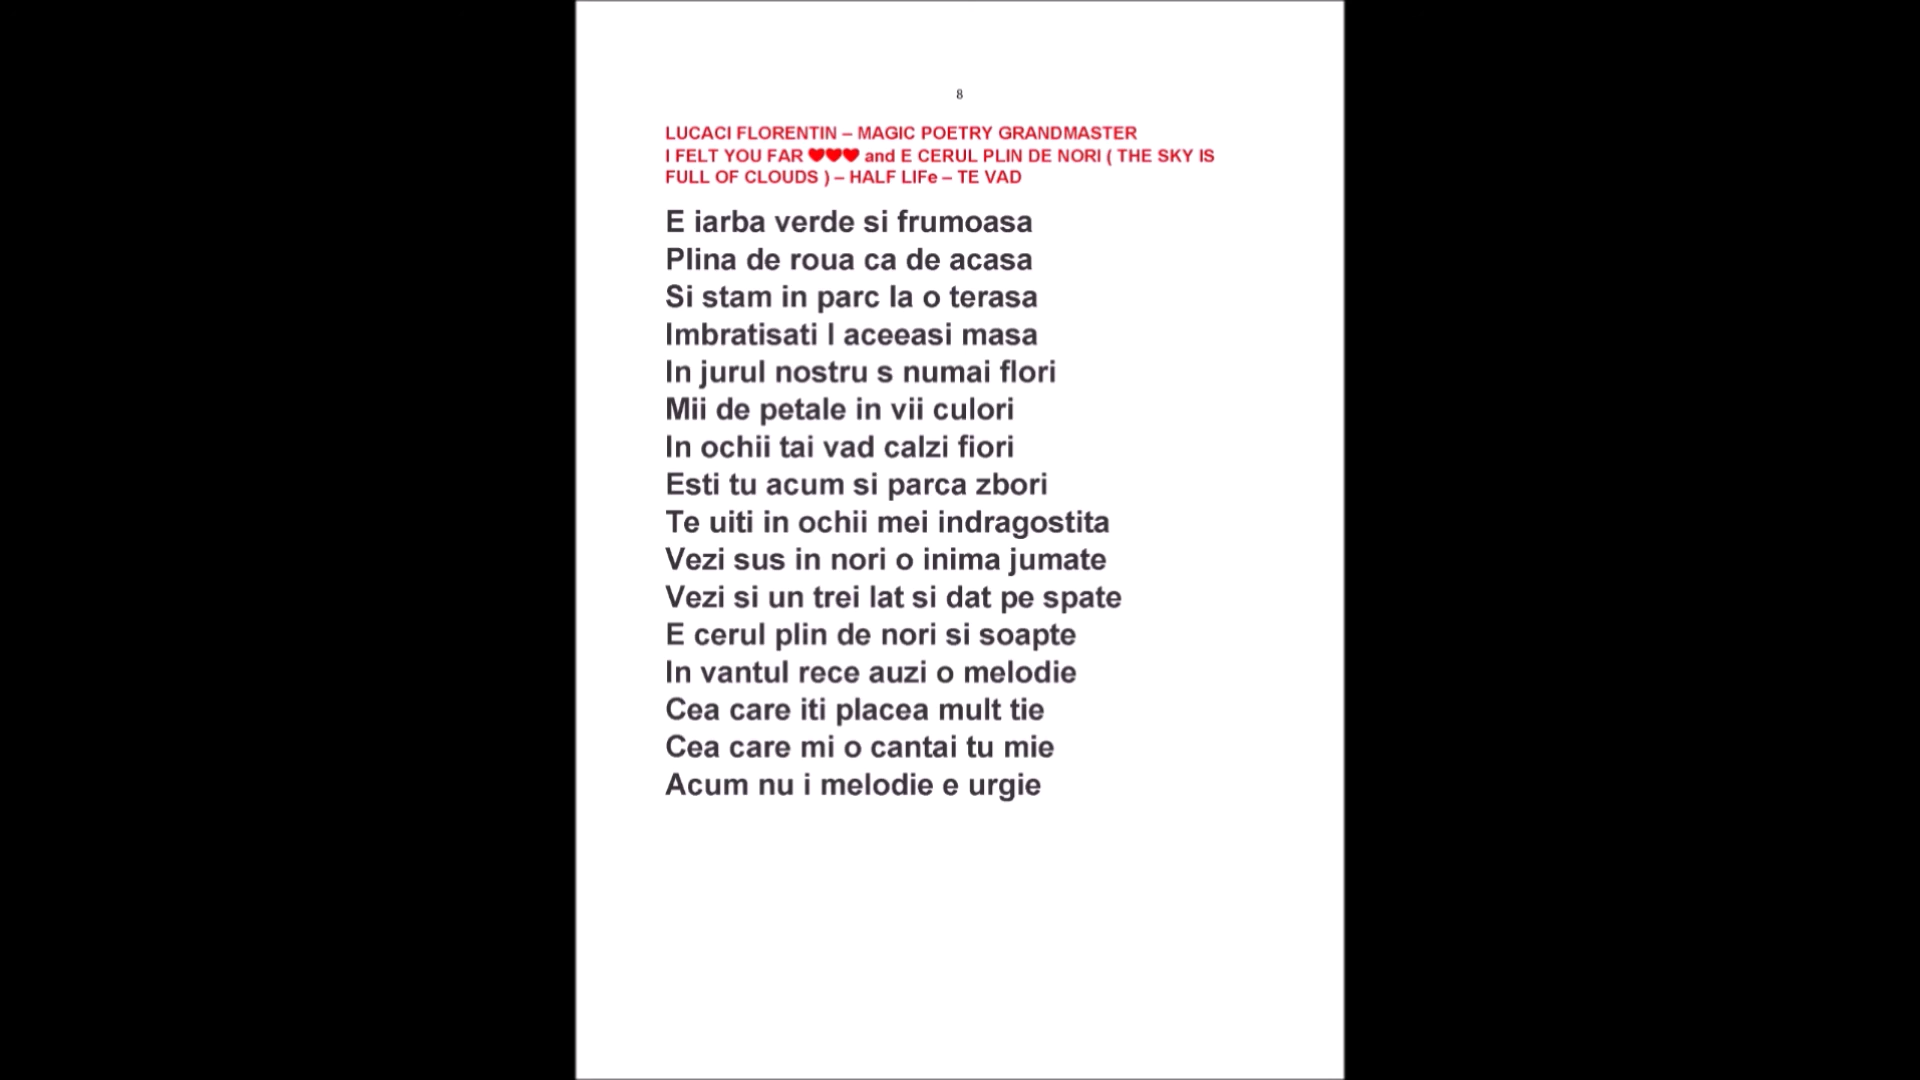 8
LUCACI FLORENTIN – MAGIC POETRY GRANDMASTER
I FELT YOU FAR ❤❤❤ and E CERUL PLIN DE NORI ( THE SKY IS
FULL OF CLOUDS ) – HALF LIFe – TE VAD
E iarba verde si frumoasa
Plina de roua ca de acasa
Si stam in parc la o terasa
Imbratisati l aceeasi masa
In jurul nostru s numai flori
Mii de petale in vii culori
In ochii tai vad calzi fiori
Esti tu acum si parca zbori
Te uiti in ochii mei indragostita
Vezi sus in nori o inima jumate
Vezi si un trei lat si dat pe spate
E cerul plin de nori si soapte
In vantul rece auzi o melodie
Cea care iti placea mult tie
Cea care mi o cantai tu mie
Acum nu i melodie e urgie